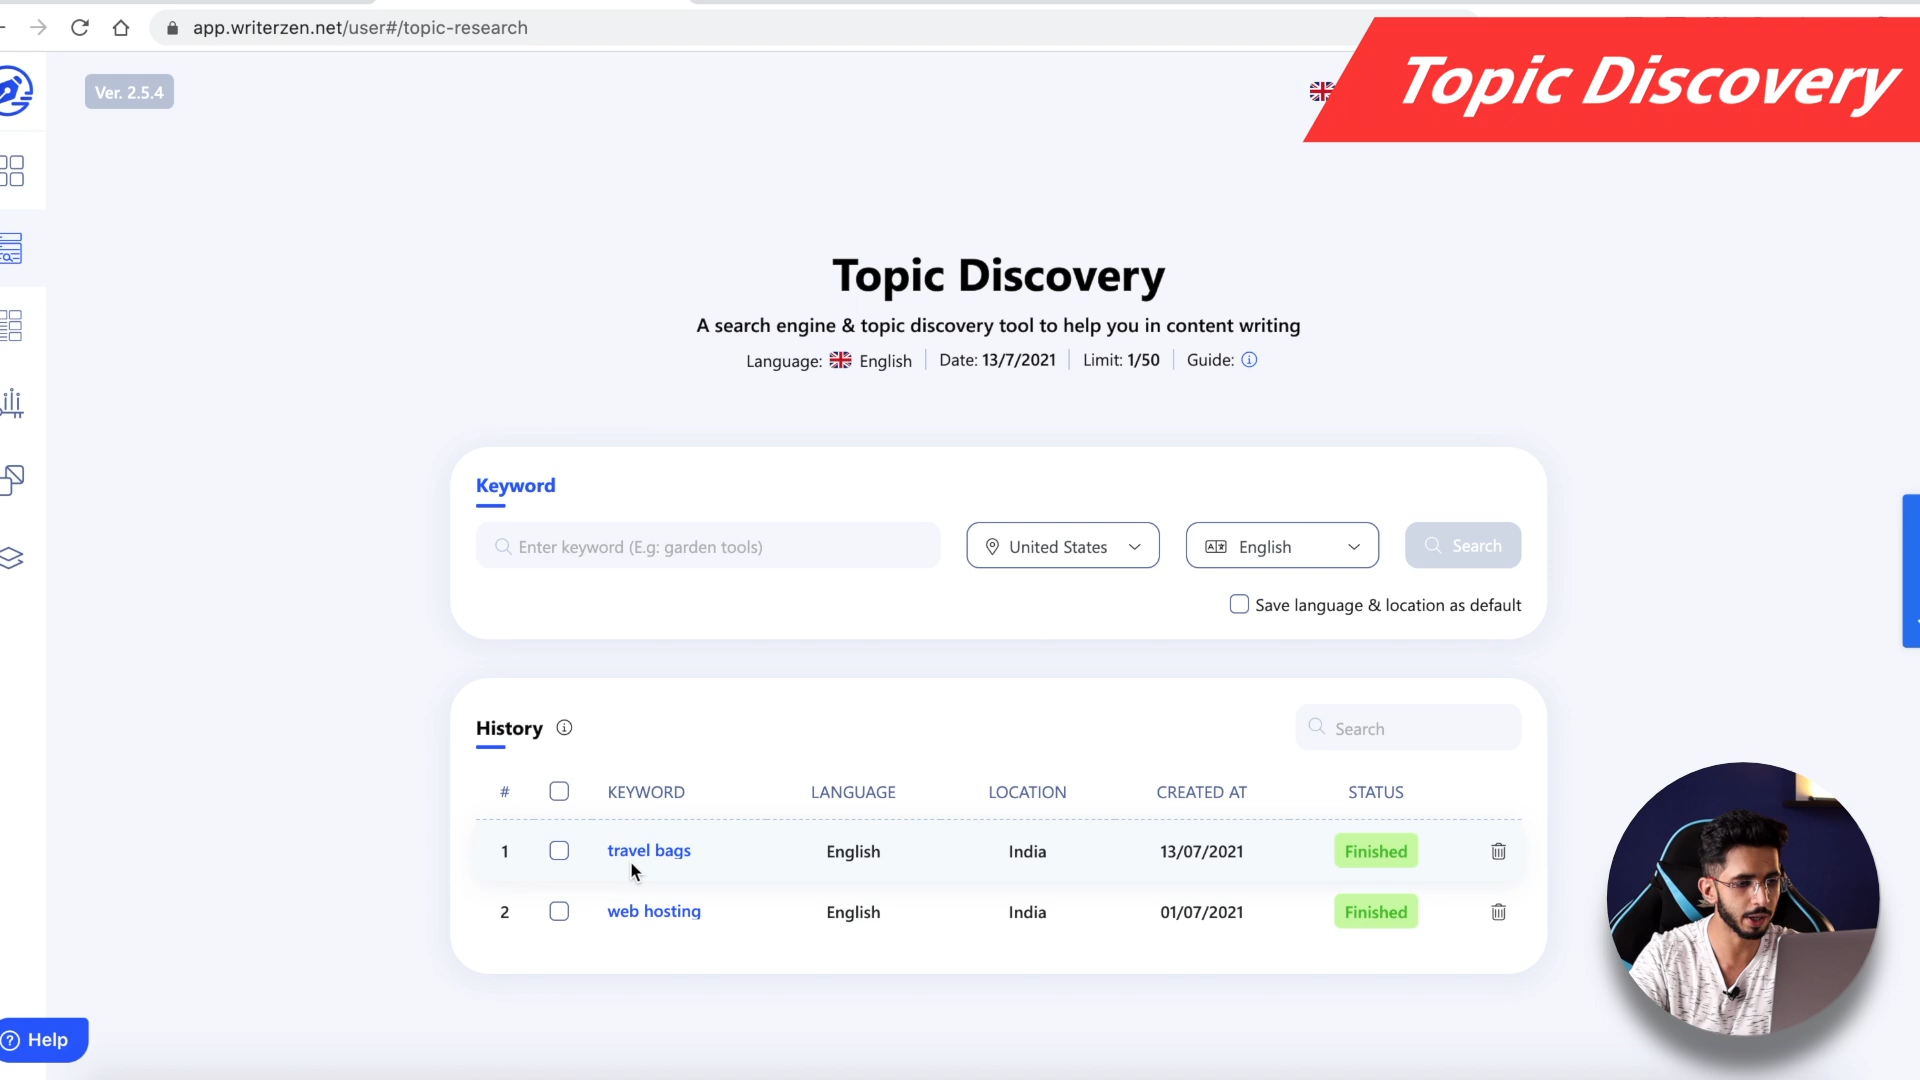 app.writerzen.net/user#/topic-research
Topic Discovery
Ver. 2.5.4
Topic Discovery
A search engine & topic discovery tool to help you in content writing
Language: English Date: 13/7/2021 Limit: 1/50 Guide:
Keyword
Enter keyword (E.g: garden tools) United States English Search
Save language & location as default
History Search
# KEYWORD LANGUAGE LOCATION CREATED AT STATUS
1 travel bags English India 13/07/2021 Finished
2 web hosting English India 01/07/2021 Finished
Help